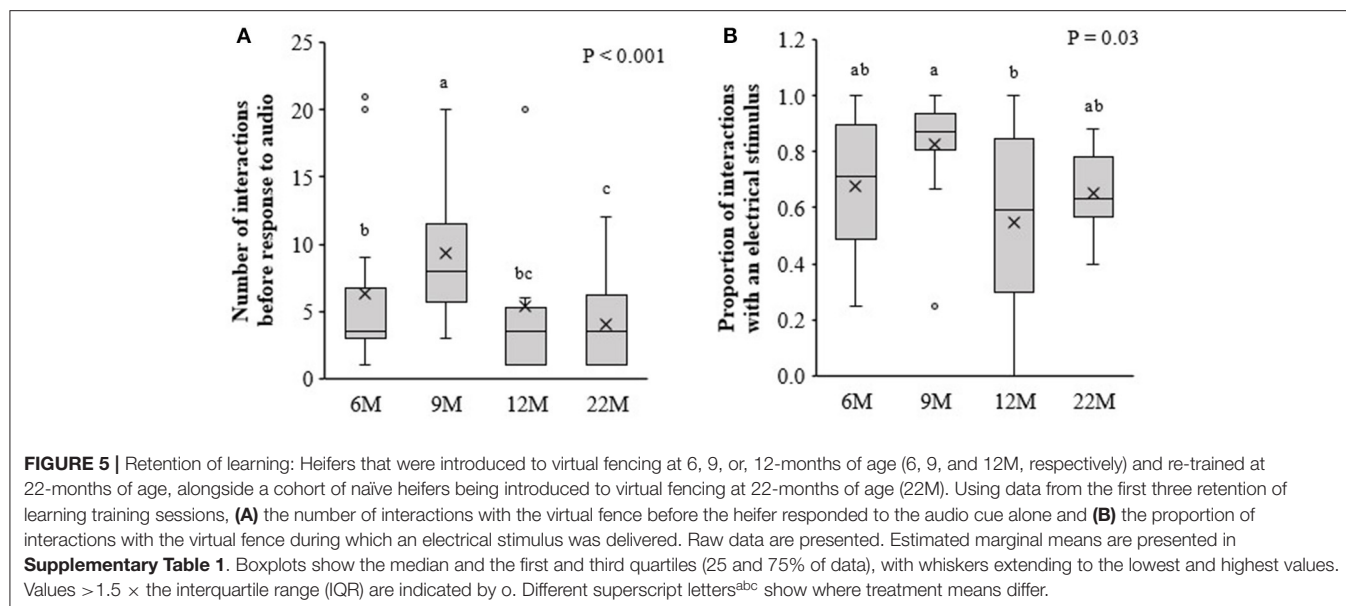 A
P < 0.001
Number of interactions
before response to audio
25
20
15
10
5
0
b
a
bc
c
6M 9M 12M 22M
B
P = 0.03
Proportion of interactions
with an electrical stimulus
1.2
1.0
0.8
0.6
0.4
0.2
0.0
ab
a
b
ab
6M 9M 12M 22M
FIGURE 5 | Retention of learning: Heifers that were introduced to virtual fencing at 6, 9, or, 12-months of age (6, 9, and 12M, respectively) and re-trained at
22-months of age, alongside a cohort of naïve heifers being introduced to virtual fencing at 22-months of age (22M). Using data from the first three retention of
learning training sessions, (A) the number of interactions with the virtual fence before the heifer responded to the audio cue alone and (B) the proportion of
interactions with the virtual fence during which an electrical stimulus was delivered. Raw data are presented. Estimated marginal means are presented in
Supplementary Table 1. Boxplots show the median and the first and third quartiles (25 and 75% of data), with whiskers extending to the lowest and highest values.
Values >1.5 × the interquartile range (IQR) are indicated by o. Different superscript lettersᵃᵇᶜ show where treatment means differ.